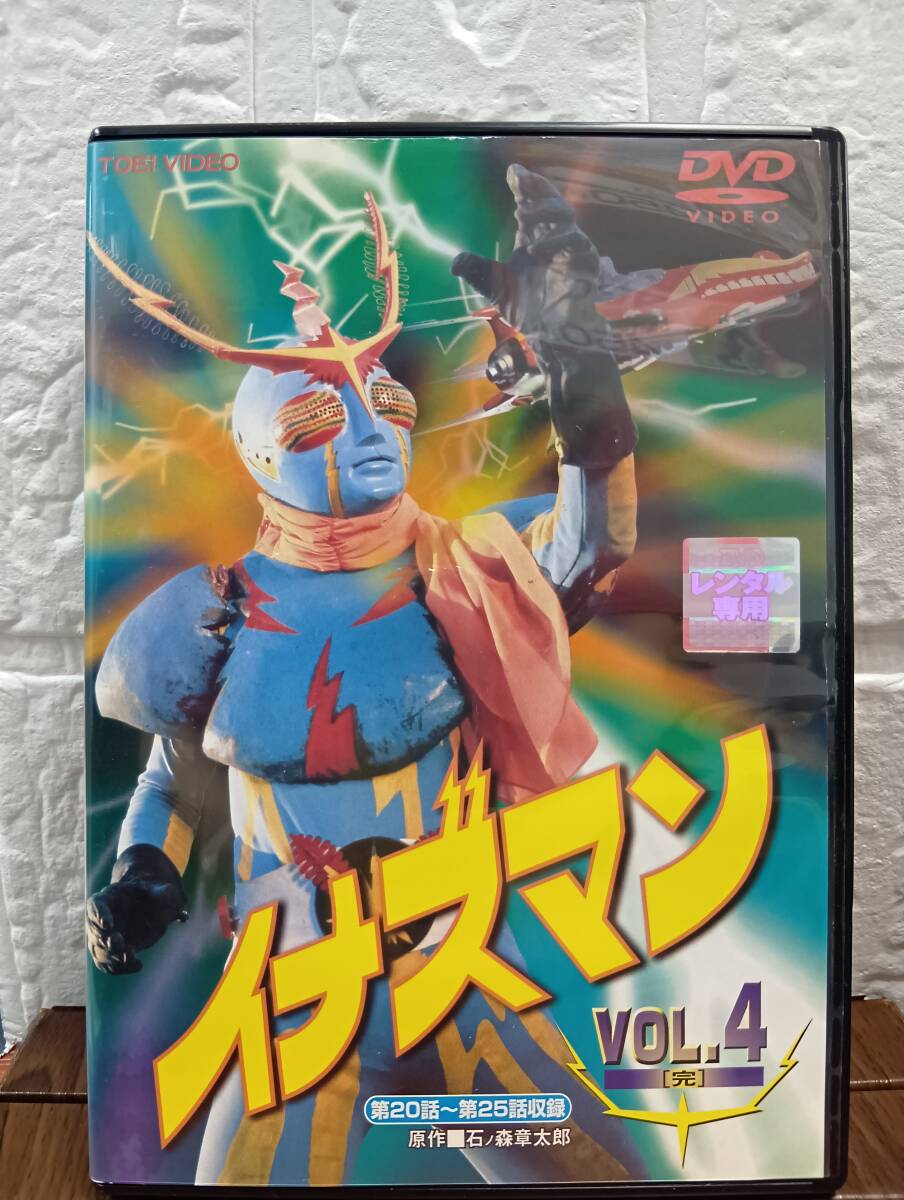 TOEI VIDEO
DVD
VIDEO
レンタル
専用
イナズマン
VOL.4
[完]
第20話~第25話収録
原作■石ノ森章太郎